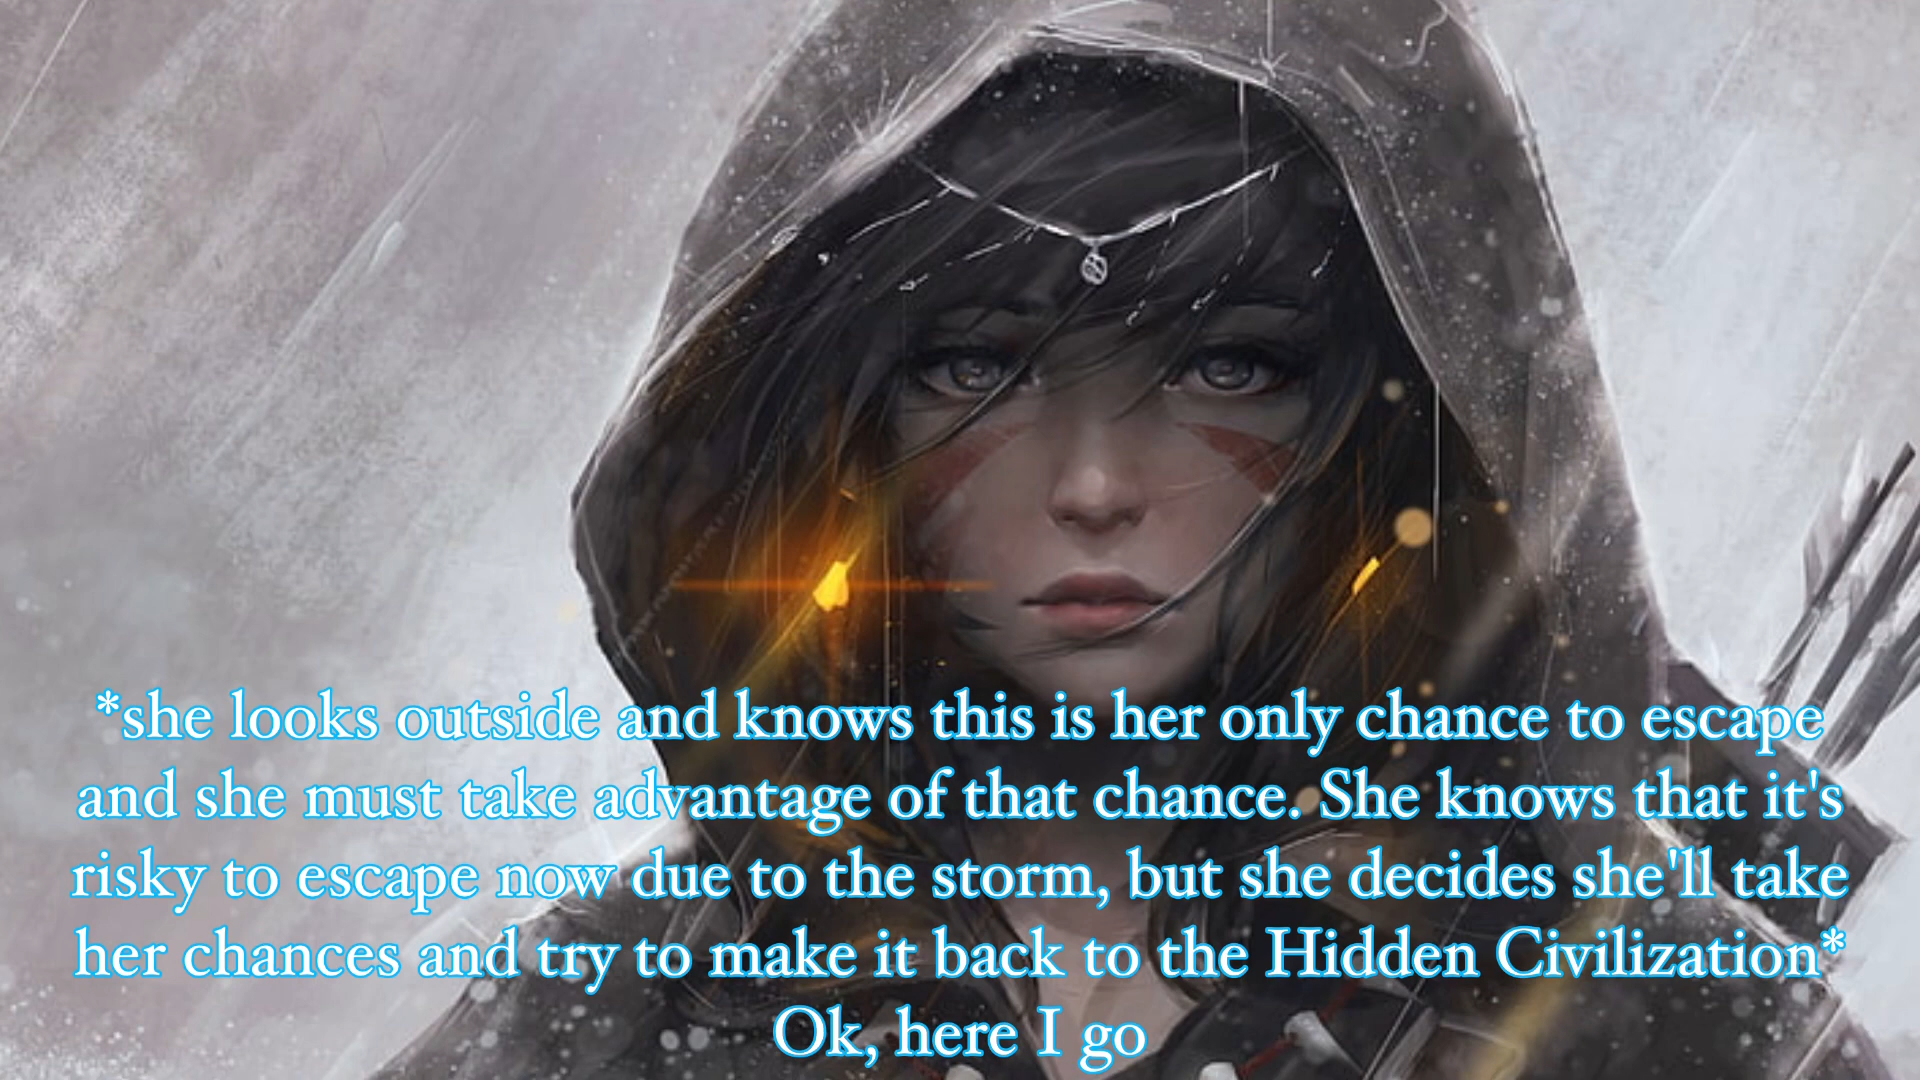 *she looks outside and knows this is her only chance to escape
and she must take advantage of that chance. She knows that it's
risky to escape now due to the storm, but she decides she'll take
her chances and try to make it back to the Hidden Civilization*
Ok, here I go